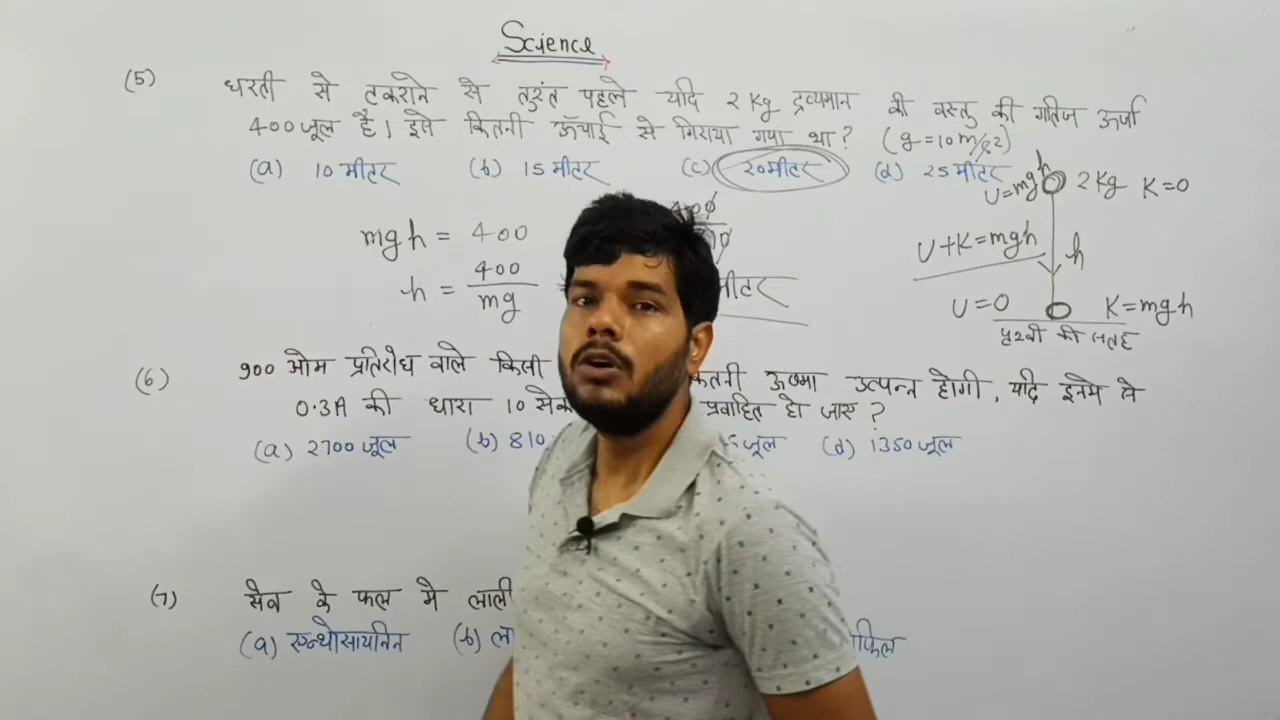 Science
(5) धरती से टकराने से तुरंत पहले यदि 2 Kg द्रव्यमान की वस्तु की गतिज ऊर्जा
400 जूल है। इसे कितनी ऊँचाई से गिराया गया था? (g=10 m/s2)
(a) 10 मीटर (b) 15 मीटर (c) 20 मीटर (d) 25 मीटर
U=mgh 2 Kg K=0
mgh = 400
h = 400/mg
मीटर
U+K=mgh
h
U=0 K=mgh
पृथ्वी की सतह
(6) 900 ओम प्रतिरोध वाले किसी कितनी ऊष्मा उत्पन्न होगी, यदि इनमे से
0.3A की धारा 10 प्रवाहित हो जाए?
(a) 2700 जूल (b) 810 जूल (d) 1350 जूल
(7) सेव के फल मे लाली
(a) एन्थोसायनिन (b)